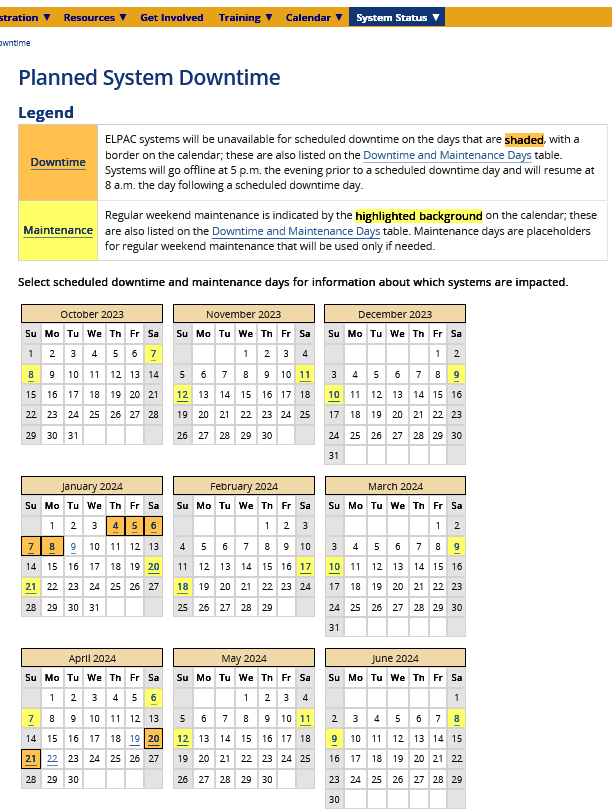 stration ▼ Resources ▼ Get Involved Training ▼ Calendar ▼ System Status ▼
owntime
Planned System Downtime
Legend
Downtime
ELPAC systems will be unavailable for scheduled downtime on the days that are shaded, with a
border on the calendar; these are also listed on the Downtime and Maintenance Days table.
Systems will go offline at 5 p.m. the evening prior to a scheduled downtime day and will resume at
8 a.m. the day following a scheduled downtime day.
Maintenance
Regular weekend maintenance is indicated by the highlighted background on the calendar; these
are also listed on the Downtime and Maintenance Days table. Maintenance days are placeholders
for regular weekend maintenance that will be used only if needed.
Select scheduled downtime and maintenance days for information about which systems are impacted.
October 2023
Su Mo Tu We Th Fr Sa
1 2 3 4 5 6 7
8 9 10 11 12 13 14
15 16 17 18 19 20 21
22 23 24 25 26 27 28
29 30 31
November 2023
Su Mo Tu We Th Fr Sa
1 2 3 4
5 6 7 8 9 10 11
12 13 14 15 16 17 18
19 20 21 22 23 24 25
26 27 28 29 30
December 2023
Su Mo Tu We Th Fr Sa
1 2
3 4 5 6 7 8 9
10 11 12 13 14 15 16
17 18 19 20 21 22 23
24 25 26 27 28 29 30
31
January 2024
Su Mo Tu We Th Fr Sa
1 2 3 4 5 6
7 8 9 10 11 12 13
14 15 16 17 18 19 20
21 22 23 24 25 26 27
28 29 30 31
February 2024
Su Mo Tu We Th Fr Sa
1 2 3
4 5 6 7 8 9 10
11 12 13 14 15 16 17
18 19 20 21 22 23 24
25 26 27 28 29
March 2024
Su Mo Tu We Th Fr Sa
1 2
3 4 5 6 7 8 9
10 11 12 13 14 15 16
17 18 19 20 21 22 23
24 25 26 27 28 29 30
31
April 2024
Su Mo Tu We Th Fr Sa
1 2 3 4 5 6
7 8 9 10 11 12 13
14 15 16 17 18 19 20
21 22 23 24 25 26 27
28 29 30
May 2024
Su Mo Tu We Th Fr Sa
1 2 3 4
5 6 7 8 9 10 11
12 13 14 15 16 17 18
19 20 21 22 23 24 25
26 27 28 29 30
June 2024
Su Mo Tu We Th Fr Sa
1
2 3 4 5 6 7 8
9 10 11 12 13 14 15
16 17 18 19 20 21 22
23 24 25 26 27 28 29
30